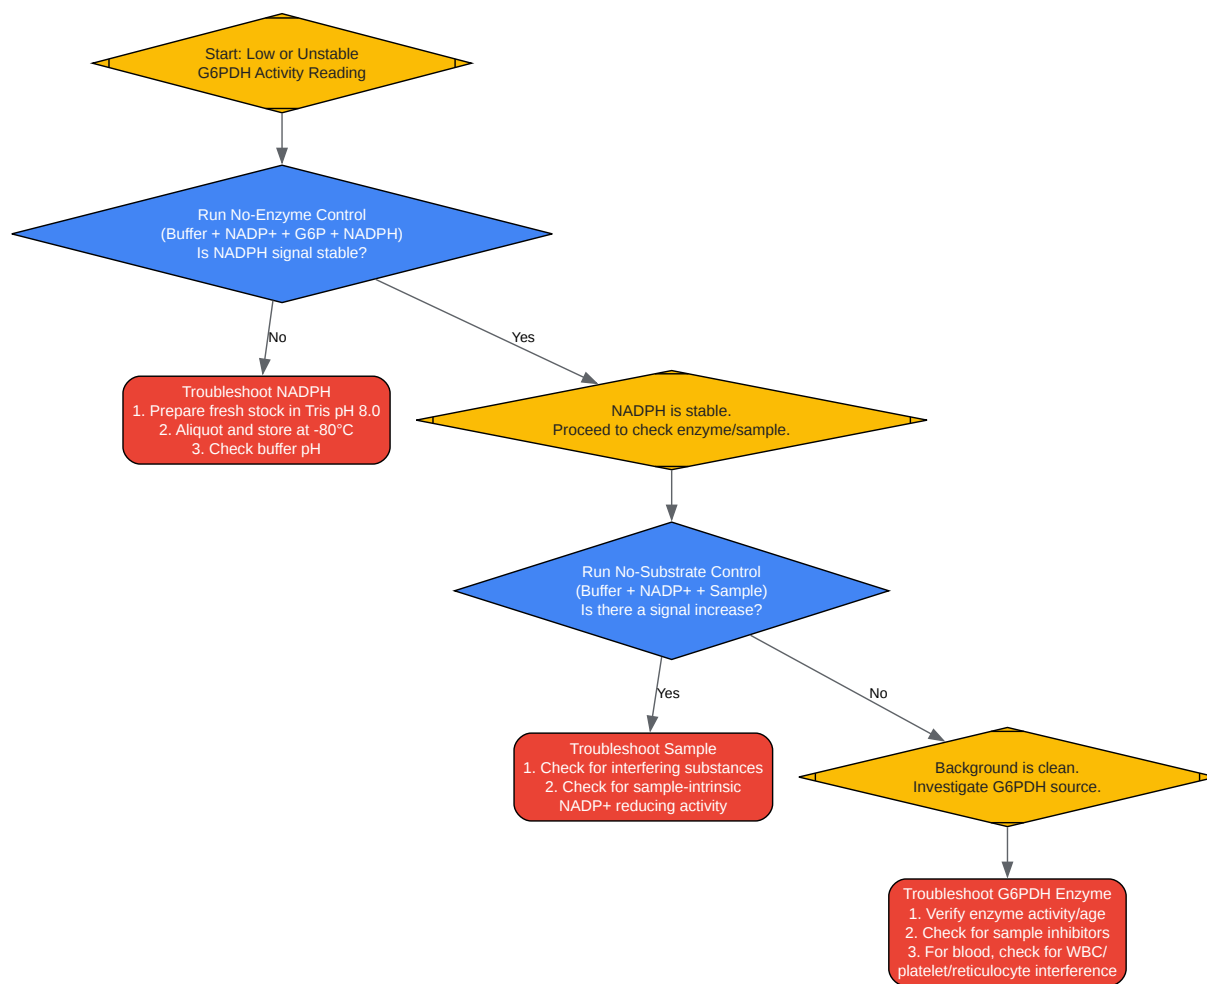 Start: Low or Unstable
G6PDH Activity Reading
Run No-Enzyme Control
(Buffer + NADP+ + G6P + NADPH)
Is NADPH signal stable?
No
Yes
Troubleshoot NADPH
1. Prepare fresh stock in Tris pH 8.0
2. Aliquot and store at -80°C
3. Check buffer pH
NADPH is stable.
Proceed to check enzyme/sample.
Run No-Substrate Control
(Buffer + NADP+ + Sample)
Is there a signal increase?
Yes
No
Troubleshoot Sample
1. Check for interfering substances
2. Check for sample-intrinsic
NADP+ reducing activity
Background is clean.
Investigate G6PDH source.
Troubleshoot G6PDH Enzyme
1. Verify enzyme activity/age
2. Check for sample inhibitors
3. For blood, check for WBC/
platelet/reticulocyte interference